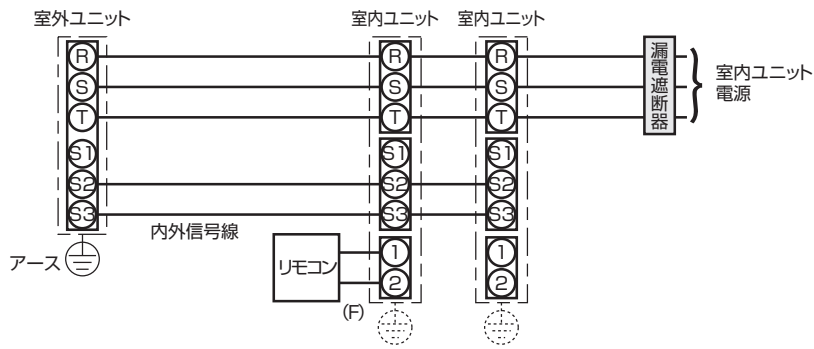 室外ユニット
室内ユニット
室内ユニット
R
S
T
S1
S2
S3
R
S
T
S1
S2
S3
1
2
R
S
T
S1
S2
S3
1
2
漏電遮断器
室内ユニット
電源
内外信号線
アース
リモコン
(F)